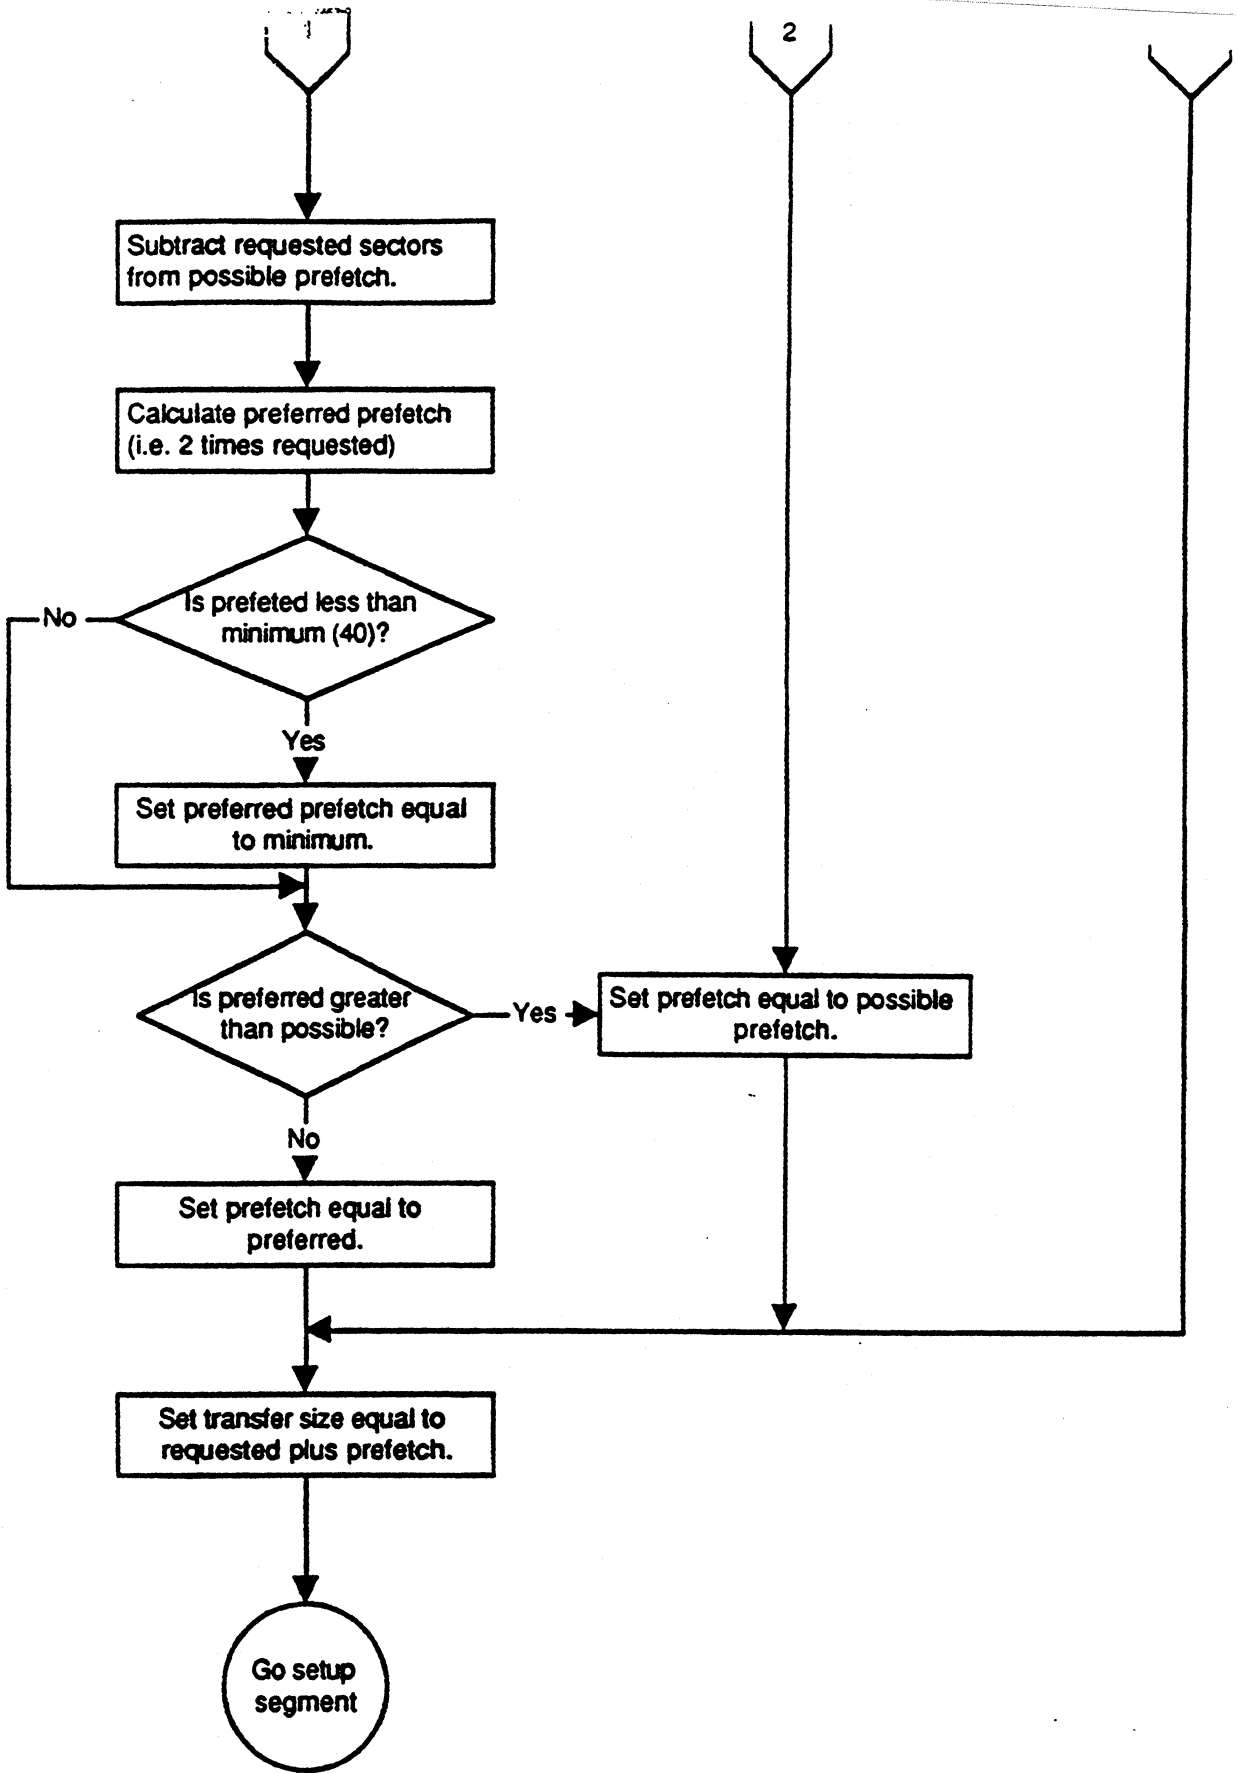 1
2
Subtract requested sectors
from possible prefetch.
Calculate preferred prefetch
(i.e. 2 times requested)
Is prefeted less than
minimum (40)?
No
Yes
Set preferred prefetch equal
to minimum.
Is preferred greater
than possible?
Yes
Set prefetch equal to possible
prefetch.
No
Set prefetch equal to
preferred.
Set transfer size equal to
requested plus prefetch.
Go setup
segment